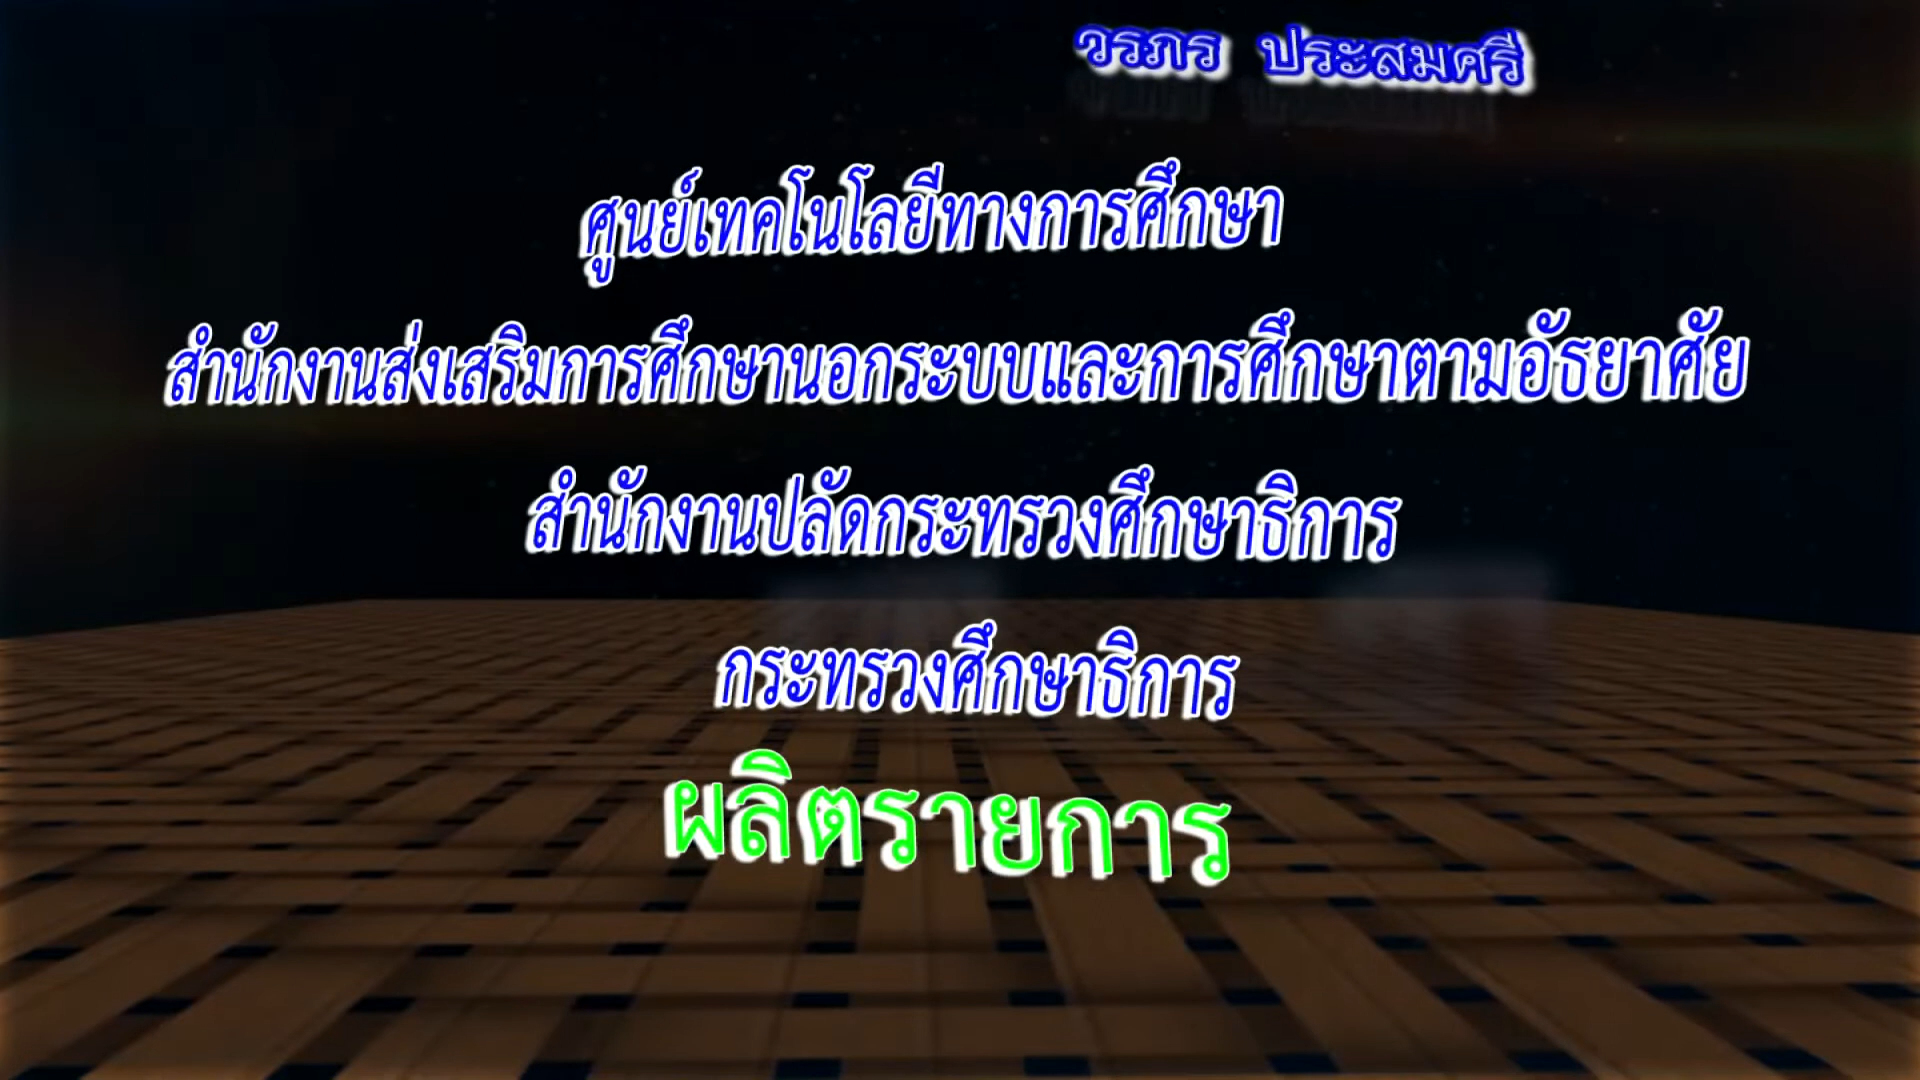 วรภร ประสมศรี
ศูนย์เทคโนโลยีทางการศึกษา
สำนักงานส่งเสริมการศึกษานอกระบบและการศึกษาตามอัธยาศัย
สำนักงานปลัดกระทรวงศึกษาธิการ
กระทรวงศึกษาธิการ
ผลิตรายการ